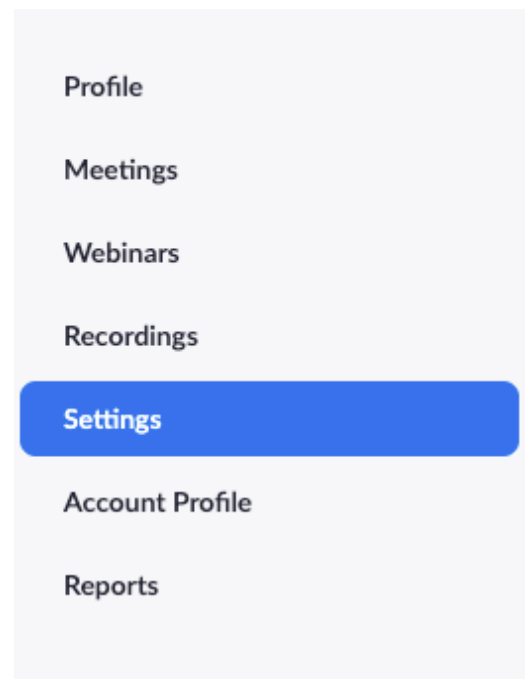 Profile
Meetings
Webinars
Recordings
Settings
Account Profile
Reports